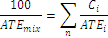 100/ATE_mix = ∑_n C_i/ATE_i